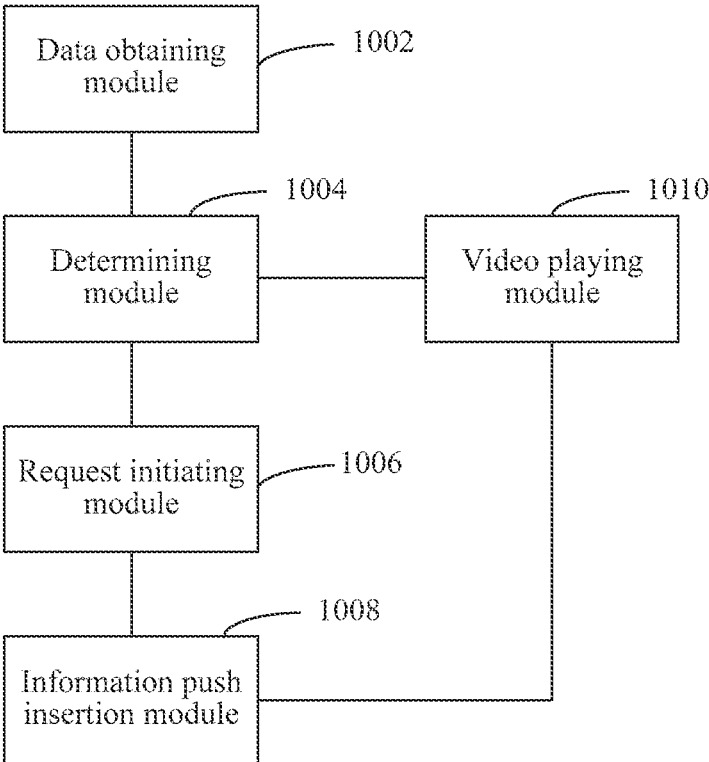 Data obtaining
module
1002
1004
1010
Determining
module
Video playing
module
Request initiating
module
1006
1008
Information push
insertion module